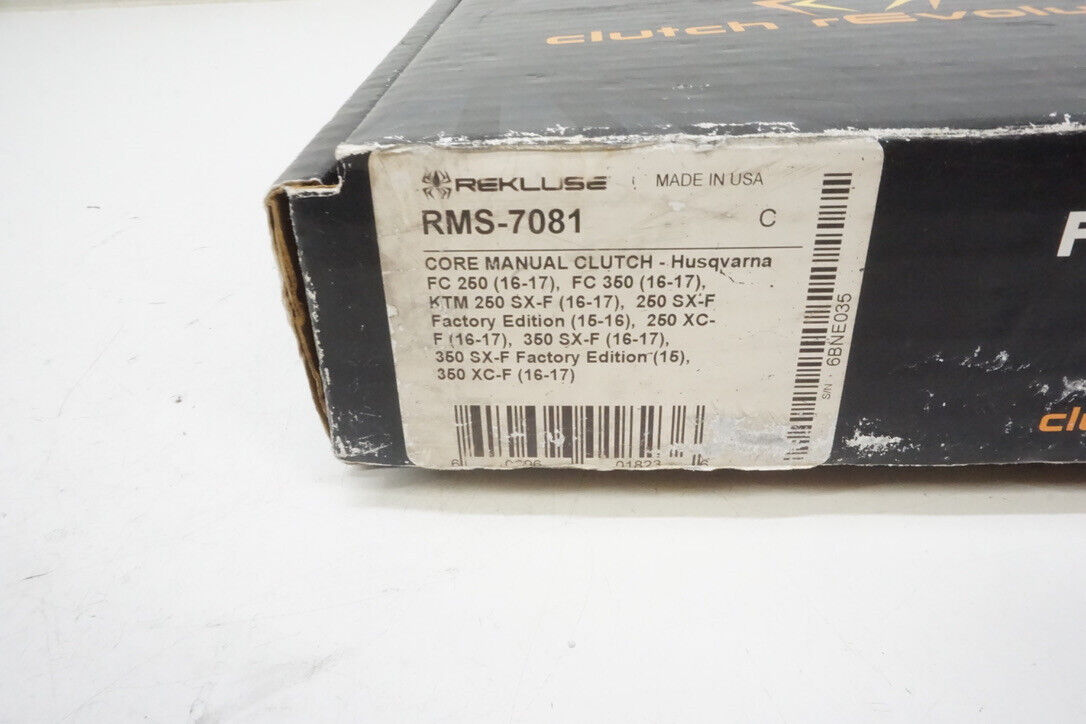 clutch rEvolu
REKLUSE MADE IN USA
RMS-7081 C
CORE MANUAL CLUTCH - Husqvarna
FC 250 (16-17), FC 350 (16-17),
KTM 250 SX-F (16-17), 250 SX-F
Factory Edition (15-16), 250 XC-
F (16-17), 350 SX-F (16-17),
350 SX-F Factory Edition (15),
350 XC-F (16-17)
S/N : 6BNE035
01823
clu